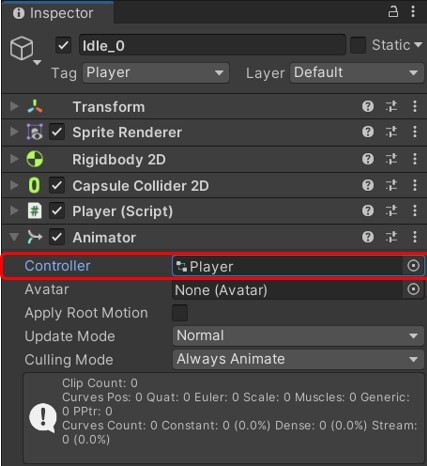 Inspector
Idle_0
Static
Tag Player Layer Default
Transform
Sprite Renderer
Rigidbody 2D
Capsule Collider 2D
Player (Script)
Animator
Controller Player
Avatar None (Avatar)
Apply Root Motion
Update Mode Normal
Culling Mode Always Animate
Clip Count: 0
Curves Pos: 0 Quat: 0 Euler: 0 Scale: 0 Muscles: 0 Generic:
0 PPtr: 0
Curves Count: 0 Constant: 0 (0.0%) Dense: 0 (0.0%) Stream:
0 (0.0%)